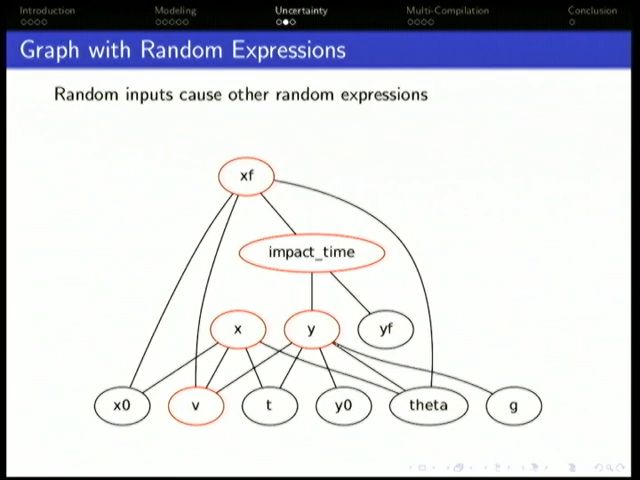 Introduction Modeling Uncertainty Multi-Compilation Conclusion
Graph with Random Expressions
Random inputs cause other random expressions
xf
impact_time
x y yf
x0 v t y0 theta g